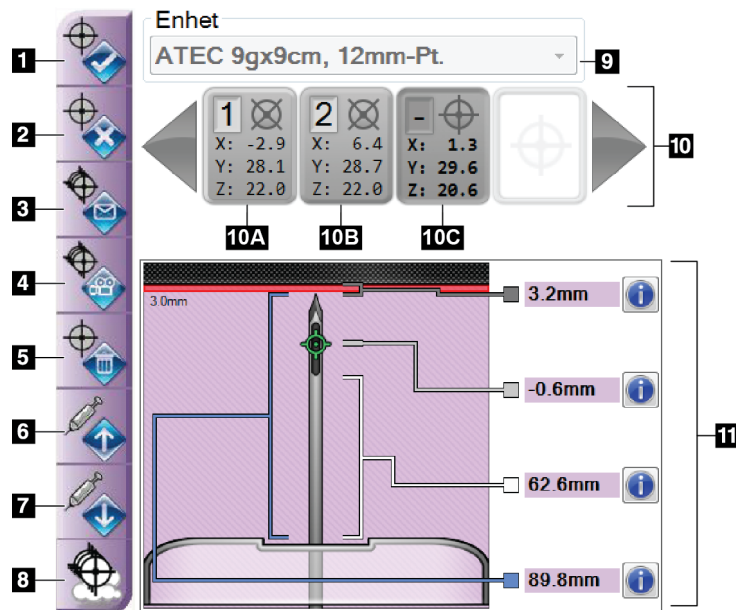 Enhet
1
ATEC 9gx9cm, 12mm-Pt.
9
2
3
4
5
6
7
8
1
X: -2.9
Y: 28.1
Z: 22.0
2
X: 6.4
Y: 28.7
Z: 22.0
-
X: 1.3
Y: 29.6
Z: 20.6
10
10A
10B
10C
3.0mm
3.2mm
-0.6mm
62.6mm
89.8mm
11